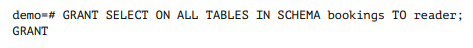 demo=# GRANT SELECT ON ALL TABLES IN SCHEMA bookings TO reader;
GRANT